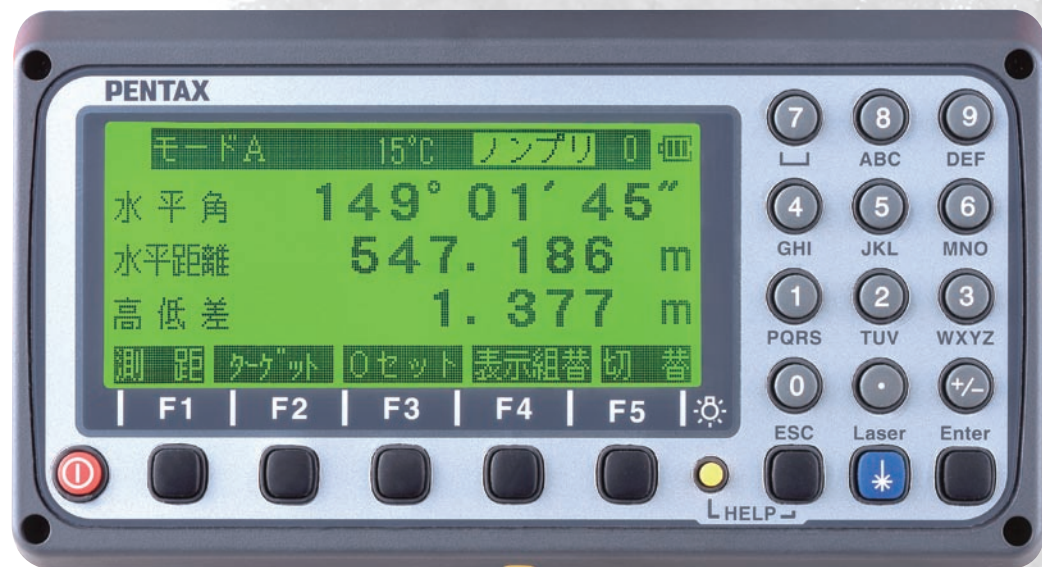 PENTAX
モードA 15℃ ノンプリ 0
水平角 149° 01′ 45″
水平距離 547. 186 m
高低差 1. 377 m
測距 ターゲット 0セット 表示組替 切替
F1 F2 F3 F4 F5
HELP
7 8 9
ABC DEF
4 5 6
GHI JKL MNO
1 2 3
PQRS TUV WXYZ
0 · +/−
ESC Laser Enter